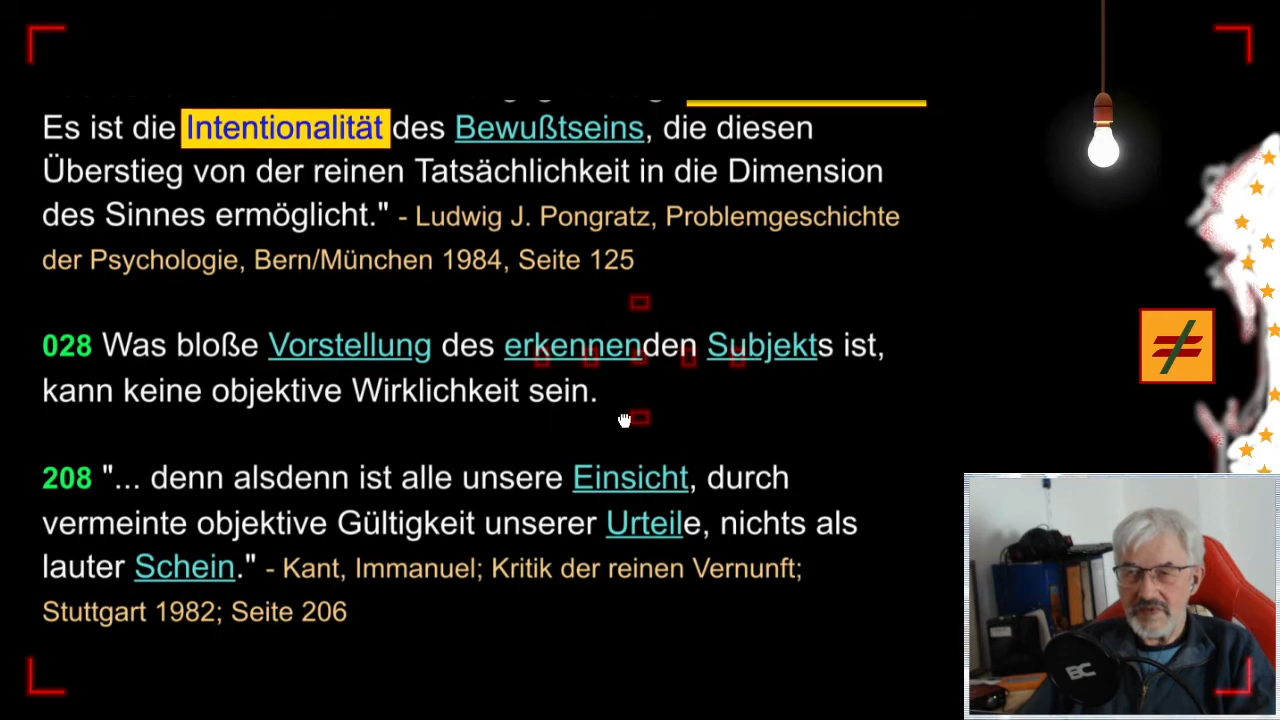 Es ist die Intentionalität des Bewußtseins, die diesen
Überstieg von der reinen Tatsächlichkeit in die Dimension
des Sinnes ermöglicht." - Ludwig J. Pongratz, Problemgeschichte
der Psychologie, Bern/München 1984, Seite 125
028 Was bloße Vorstellung des erkennenden Subjekts ist,
kann keine objektive Wirklichkeit sein.
208 "... denn alsdenn ist alle unsere Einsicht, durch
vermeinte objektive Gültigkeit unserer Urteile, nichts als
lauter Schein." - Kant, Immanuel; Kritik der reinen Vernunft;
Stuttgart 1982; Seite 206
≠